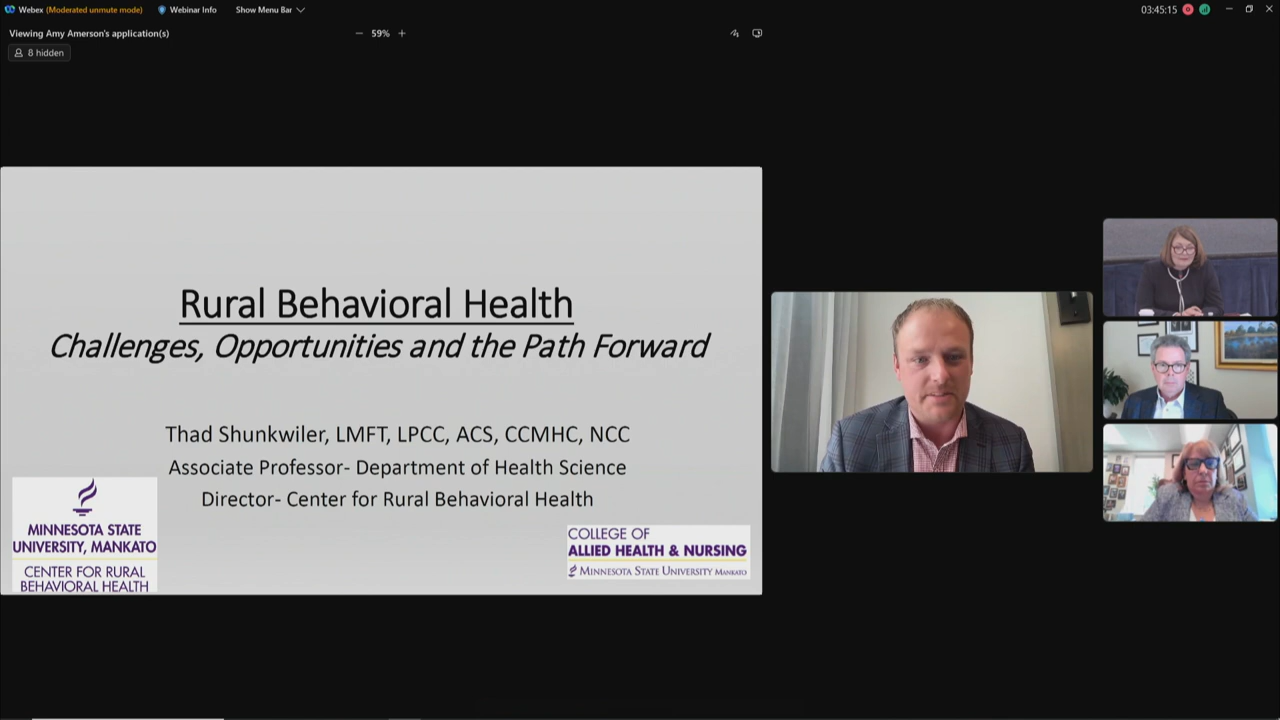 Webex (Moderated unmute mode) Webinar Info Show Menu Bar 03:45:15
Viewing Amy Amerson's application(s) 59%
8 hidden
Rural Behavioral Health
Challenges, Opportunities and the Path Forward
Thad Shunkwiler, LMFT, LPCC, ACS, CCMHC, NCC
Associate Professor- Department of Health Science
Director- Center for Rural Behavioral Health
MINNESOTA STATE
UNIVERSITY, MANKATO
CENTER FOR RURAL
BEHAVIORAL HEALTH
COLLEGE OF
ALLIED HEALTH & NURSING
MINNESOTA STATE UNIVERSITY MANKATO